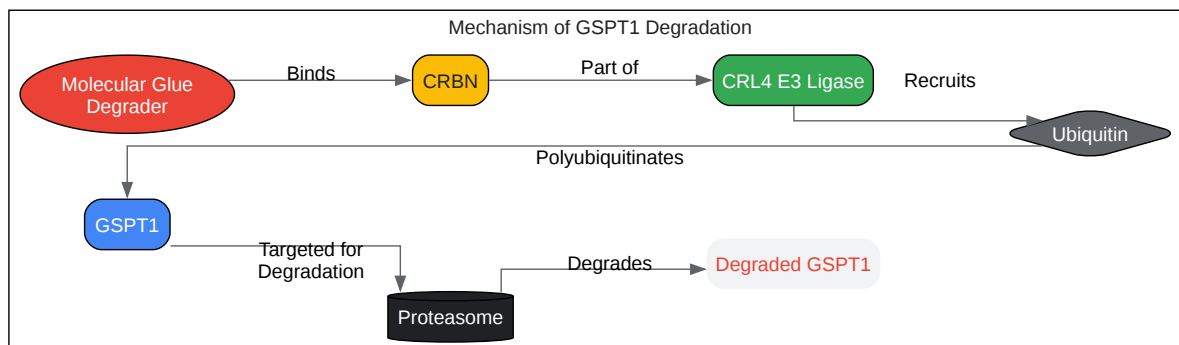 Mechanism of GSPT1 Degradation
Molecular Glue
Degrader
Binds
CRBN
Part of
CRL4 E3 Ligase
Recruits
Ubiquitin
Polyubiquitinates
GSPT1
Targeted for
Degradation
Proteasome
Degrades
Degraded GSPT1